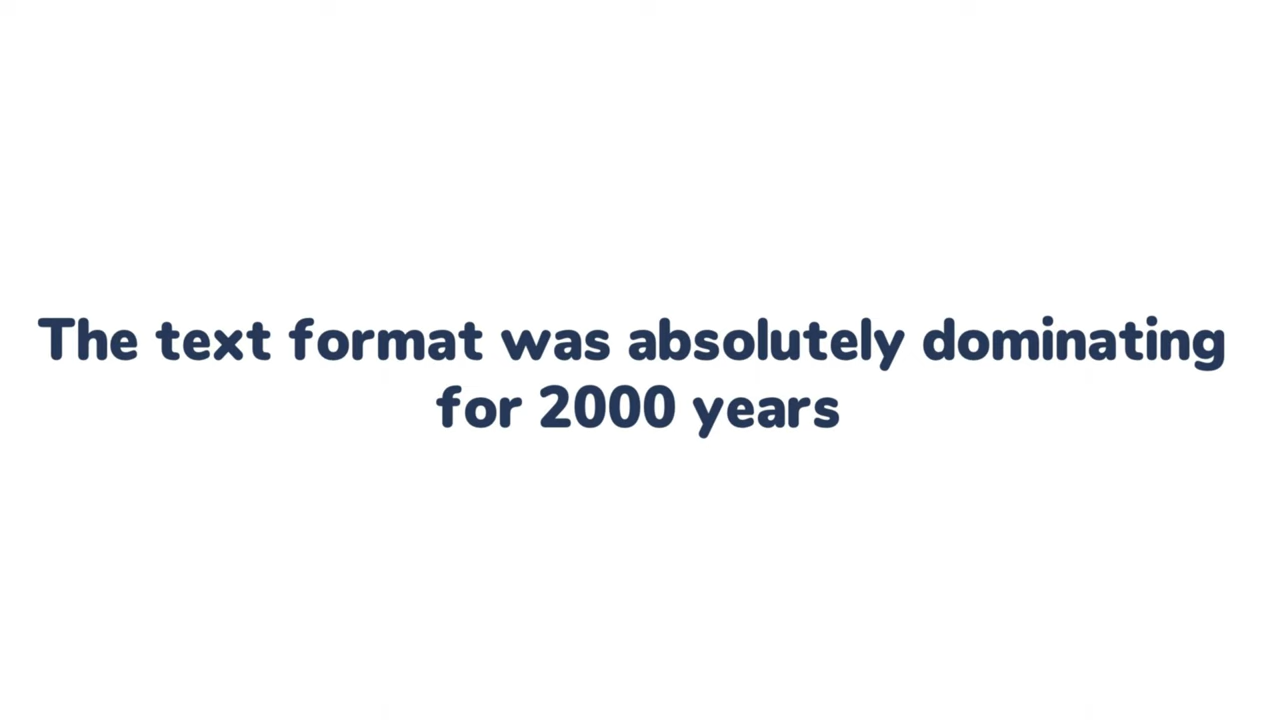 The text format was absolutely dominating
for 2000 years